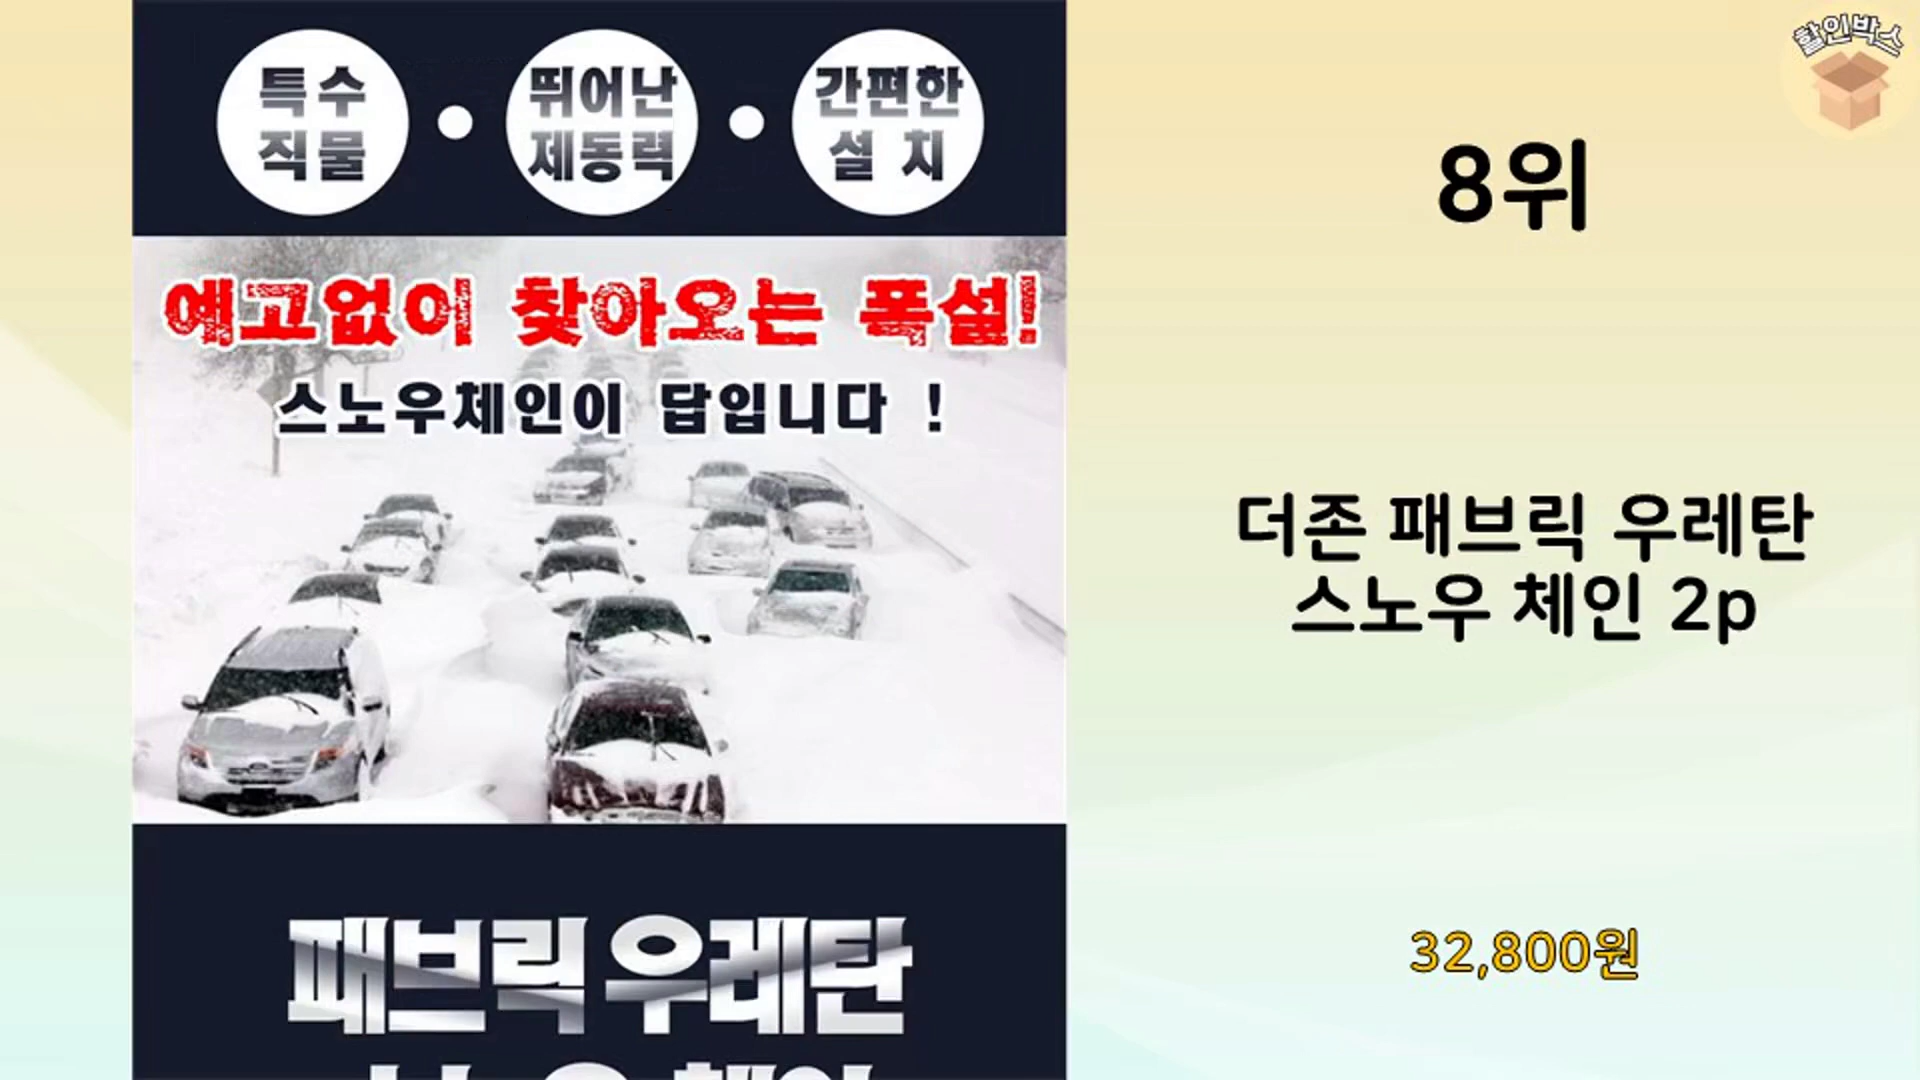 특수
직물
뛰어난
제동력
간편한
설 치
예고없이 찾아오는 폭설!
스노우체인이 답입니다 !
패브릭 우레탄
할인박스
8위
더존 패브릭 우레탄
스노우 체인 2p
32,800원